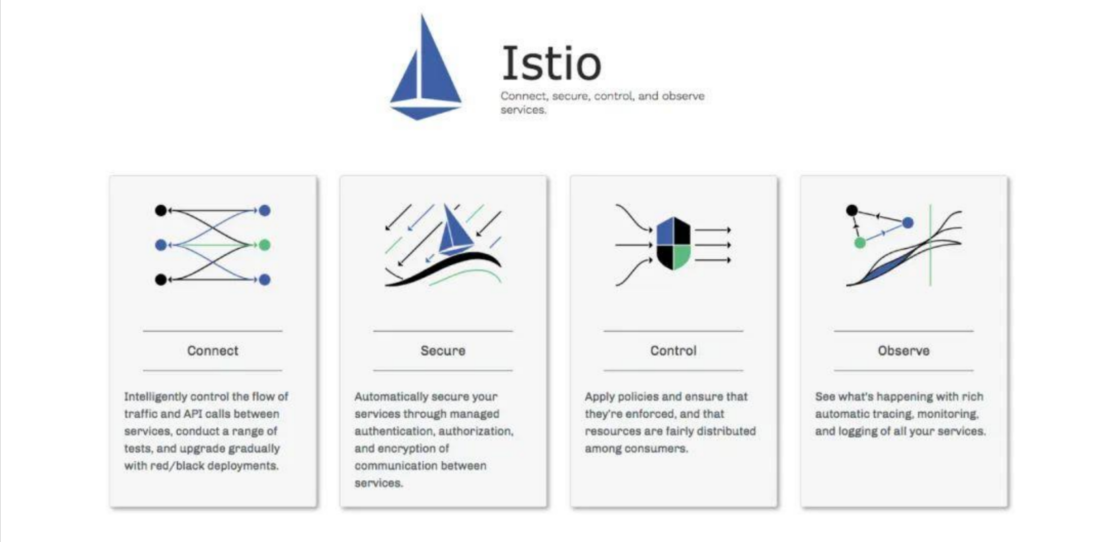 Istio
Connect, secure, control, and observe
services.
Connect
Intelligently control the flow of
traffic and API calls between
services, conduct a range of
tests, and upgrade gradually
with red/black deployments.
Secure
Automatically secure your
services through managed
authentication, authorization,
and encryption of
communication between
services.
Control
Apply policies and ensure that
they're enforced, and that
resources are fairly distributed
among consumers.
Observe
See what's happening with rich
automatic tracing, monitoring,
and logging of all your services.